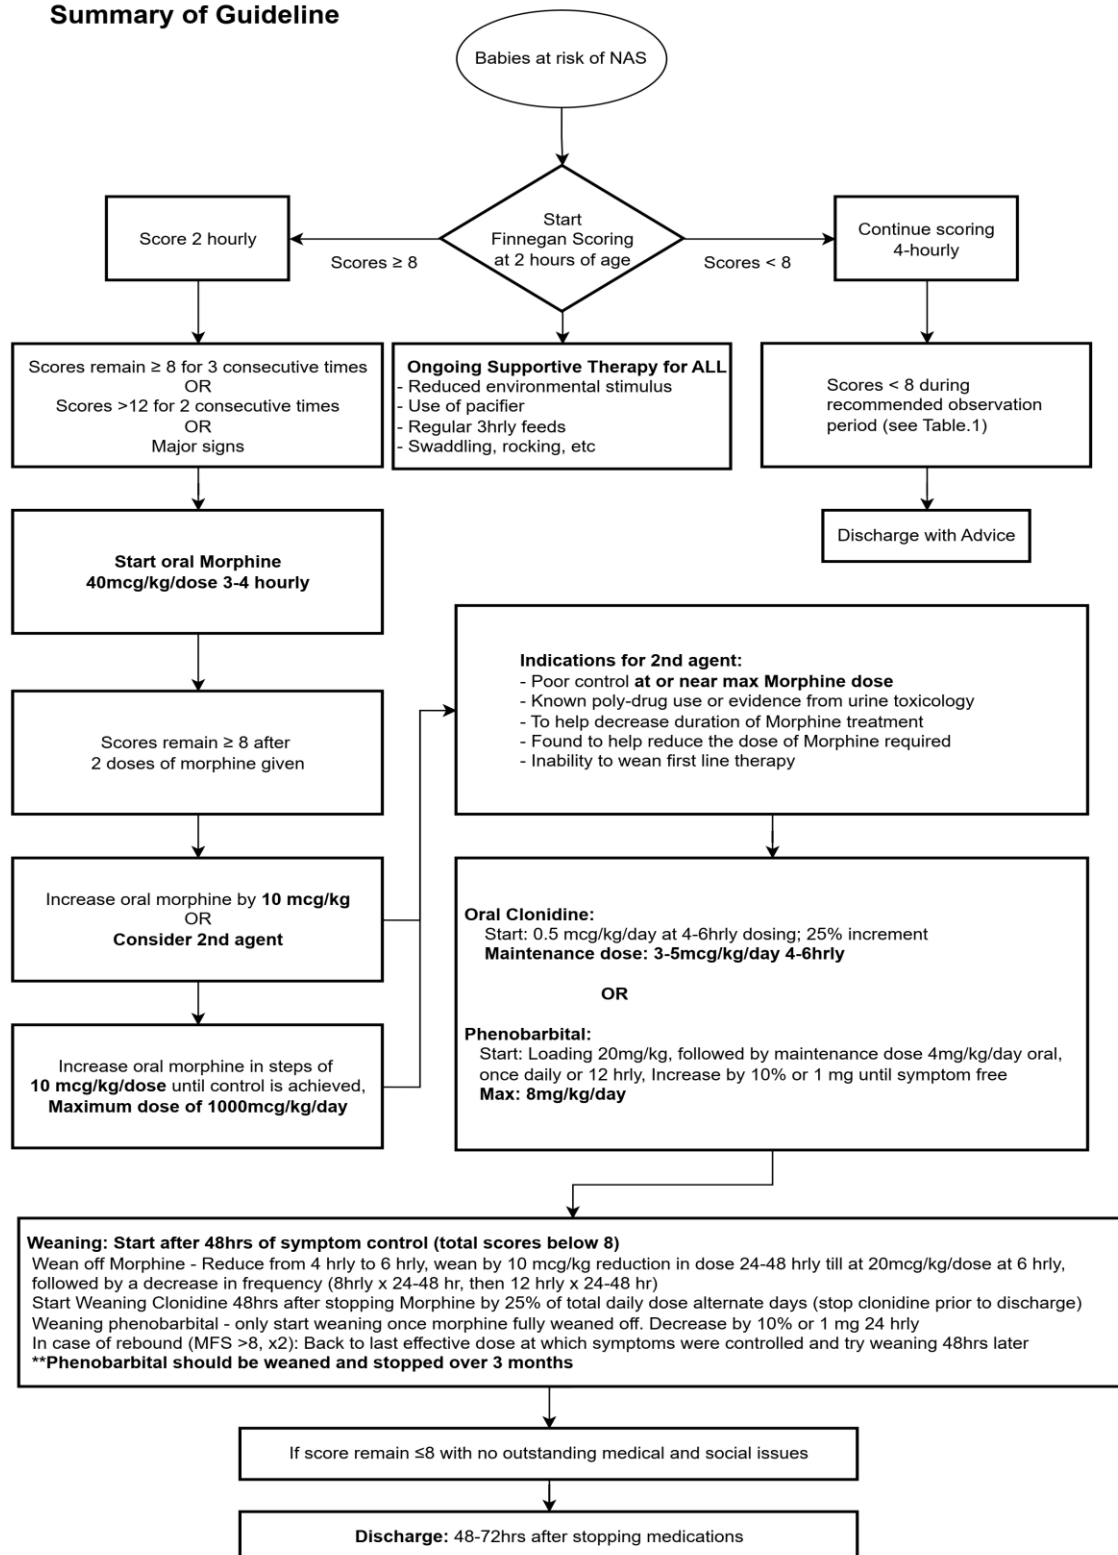 Summary of Guideline
Babies at risk of NAS
Start
Finnegan Scoring
at 2 hours of age
Scores ≥ 8
Scores < 8
Score 2 hourly
Continue scoring
4-hourly
Scores remain ≥ 8 for 3 consecutive times
OR
Scores >12 for 2 consecutive times
OR
Major signs
Ongoing Supportive Therapy for ALL
- Reduced environmental stimulus
- Use of pacifier
- Regular 3hrly feeds
- Swaddling, rocking, etc
Scores < 8 during
recommended observation
period (see Table.1)
Discharge with Advice
Start oral Morphine
40mcg/kg/dose 3-4 hourly
Scores remain ≥ 8 after
2 doses of morphine given
Increase oral morphine by 10 mcg/kg
OR
Consider 2nd agent
Increase oral morphine in steps of
10 mcg/kg/dose until control is achieved,
Maximum dose of 1000mcg/kg/day
Indications for 2nd agent:
- Poor control at or near max Morphine dose
- Known poly-drug use or evidence from urine toxicology
- To help decrease duration of Morphine treatment
- Found to help reduce the dose of Morphine required
- Inability to wean first line therapy
Oral Clonidine:
Start: 0.5 mcg/kg/day at 4-6hrly dosing; 25% increment
Maintenance dose: 3-5mcg/kg/day 4-6hrly
OR
Phenobarbital:
Start: Loading 20mg/kg, followed by maintenance dose 4mg/kg/day oral,
once daily or 12 hrly, Increase by 10% or 1 mg until symptom free
Max: 8mg/kg/day
Weaning: Start after 48hrs of symptom control (total scores below 8)
Wean off Morphine - Reduce from 4 hrly to 6 hrly, wean by 10 mcg/kg reduction in dose 24-48 hrly till at 20mcg/kg/dose at 6 hrly,
followed by a decrease in frequency (8hrly x 24-48 hr, then 12 hrly x 24-48 hr)
Start Weaning Clonidine 48hrs after stopping Morphine by 25% of total daily dose alternate days (stop clonidine prior to discharge)
Weaning phenobarbital - only start weaning once morphine fully weaned off. Decrease by 10% or 1 mg 24 hrly
In case of rebound (MFS >8, x2): Back to last effective dose at which symptoms were controlled and try weaning 48hrs later
**Phenobarbital should be weaned and stopped over 3 months
If score remain ≤8 with no outstanding medical and social issues
Discharge: 48-72hrs after stopping medications